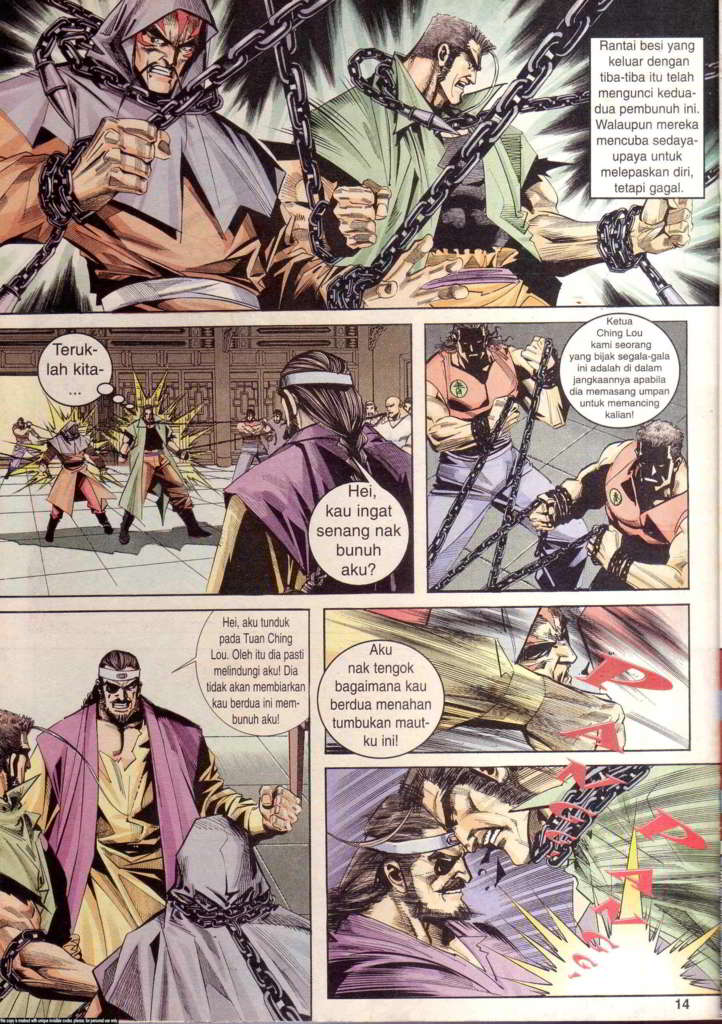 Rantai besi yang
keluar dengan
tiba-tiba itu telah
mengunci kedua-
dua pembunuh ini.
Walaupun mereka
mencuba sedaya-
upaya untuk
melepaskan diri,
tetapi gagal.
Teruk-
lah kita-
...
Hei,
kau ingat
senang nak
bunuh
aku?
Ketua
Ching Lou
kami seorang
yang bijak segala-gala
ini adalah di dalam
jangkaannya apabila
dia memasang umpan
untuk memancing
kalian!
Hei, aku tunduk
pada Tuan Ching
Lou. Oleh itu dia pasti
melindungi aku! Dia
tidak akan membiarkan
kau berdua ini mem-
bunuh aku!
Aku
nak tengok
bagaimana kau
berdua menahan
tumbukan maut-
ku ini!
PANG
PANG
14